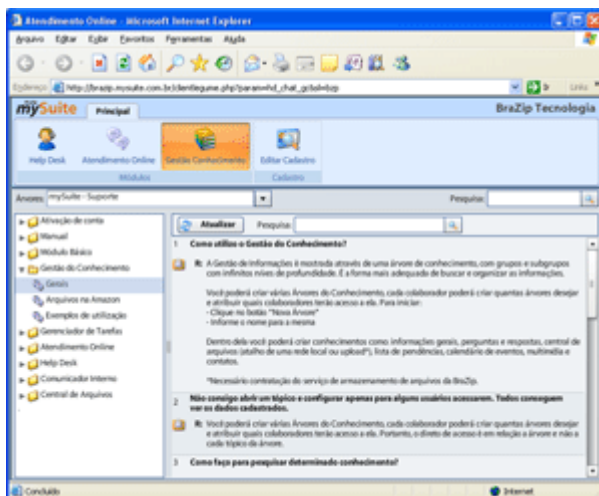 Atendimento Online - Microsoft Internet Explorer
Arquivo Editar Exibir Favoritos Ferramentas Ajuda
Endereço Links
mySuite Principal BraZip Tecnologia
Help Desk Atendimento Online Gestão Conhecimento Editar Cadastro
Módulos Cadastro
Árvores: mySuite - Suporte Pesquisa:
Ativação de conta
Manual
Módulo Básico
Gestão do Conhecimento
Gerais
Arquivos na Amazon
Exemplos de utilização
Gerenciador de Tarefas
Atendimento Online
Help Desk
Comunicador Interno
Central de Arquivos
Atualizar Pesquisa:
1 Como utilizo o Gestão do Conhecimento?
R: A Gestão de Informações é mostrada através de uma árvore de conhecimento, com grupos e subgrupos
com infinitos níveis de profundidade. É a forma mais adequada de buscar e organizar as informações.
Você poderá criar várias Árvores do Conhecimento, cada colaborador poderá criar quantas árvores desejar
e atribuir quais colaboradores terão acesso a ela. Para iniciar:
- Clique no botão "Nova Árvore"
- Informe o nome para a mesma
Dentro dela você poderá criar conhecimentos como informações gerais, perguntas e respostas, central de
arquivos (atalho de uma rede local ou upload*), lista de pendências, calendário de eventos, multimídia e
contatos.
*Necessário contratação do serviço de armazenamento de arquivos da BraZip.
2 Não consigo abrir um tópico e configurar apenas para alguns usuários acessarem. Todos conseguem
ver os dados cadastrados.
R: Você poderá criar várias Árvores do Conhecimento, cada colaborador poderá criar quantas árvores desejar
e atribuir quais colaboradores terão acesso a ela. Portanto, o direto de acesso é em relação a árvore e não a
cada tópico da árvore.
3 Como faço para pesquisar determinado conhecimento?
Concluído Internet